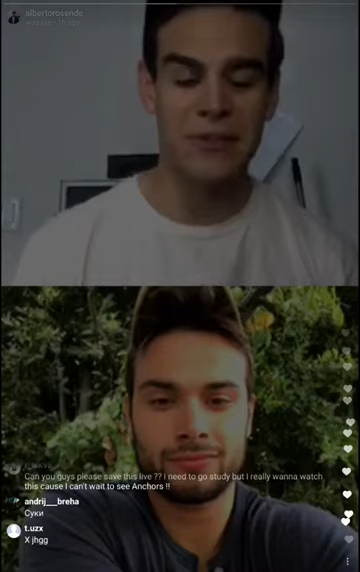 albertorosende
Can you guys please save this live ?? I need to go study but I really wanna watch
this cause I can't wait to see Anchors !!
andrij___breha
Суки
t.uzx
X jhgg